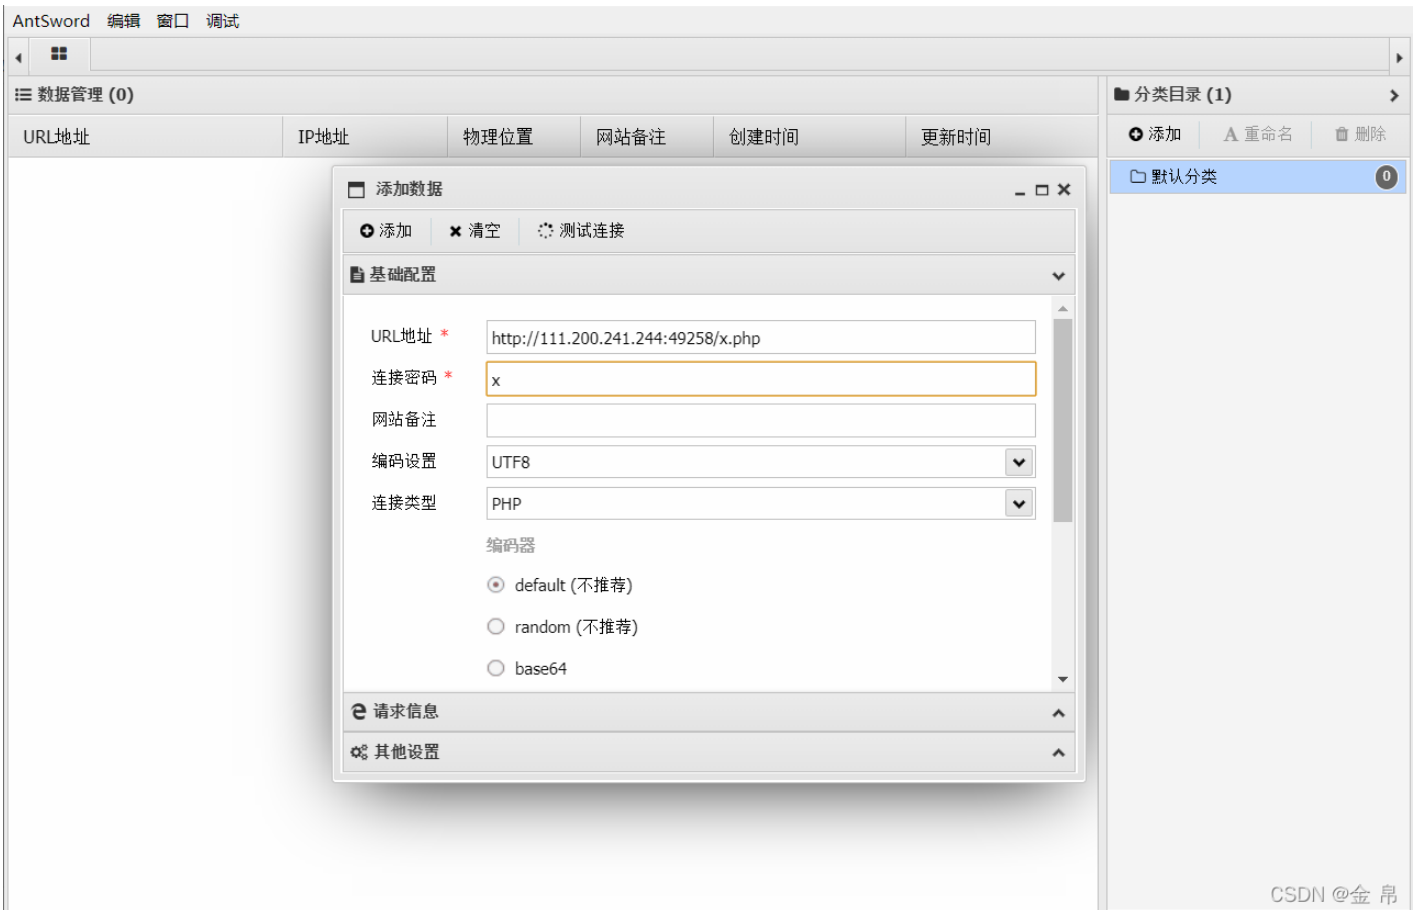 AntSword 编辑 窗口 调试
数据管理 (0)
分类目录 (1)
URL地址 IP地址 物理位置 网站备注 创建时间 更新时间
添加 重命名 删除
默认分类 0
添加数据
添加 清空 测试连接
基础配置
URL地址 * http://111.200.241.244:49258/x.php
连接密码 * x
网站备注
编码设置 UTF8
连接类型 PHP
编码器
default (不推荐)
random (不推荐)
base64
请求信息
其他设置
CSDN @金 帛